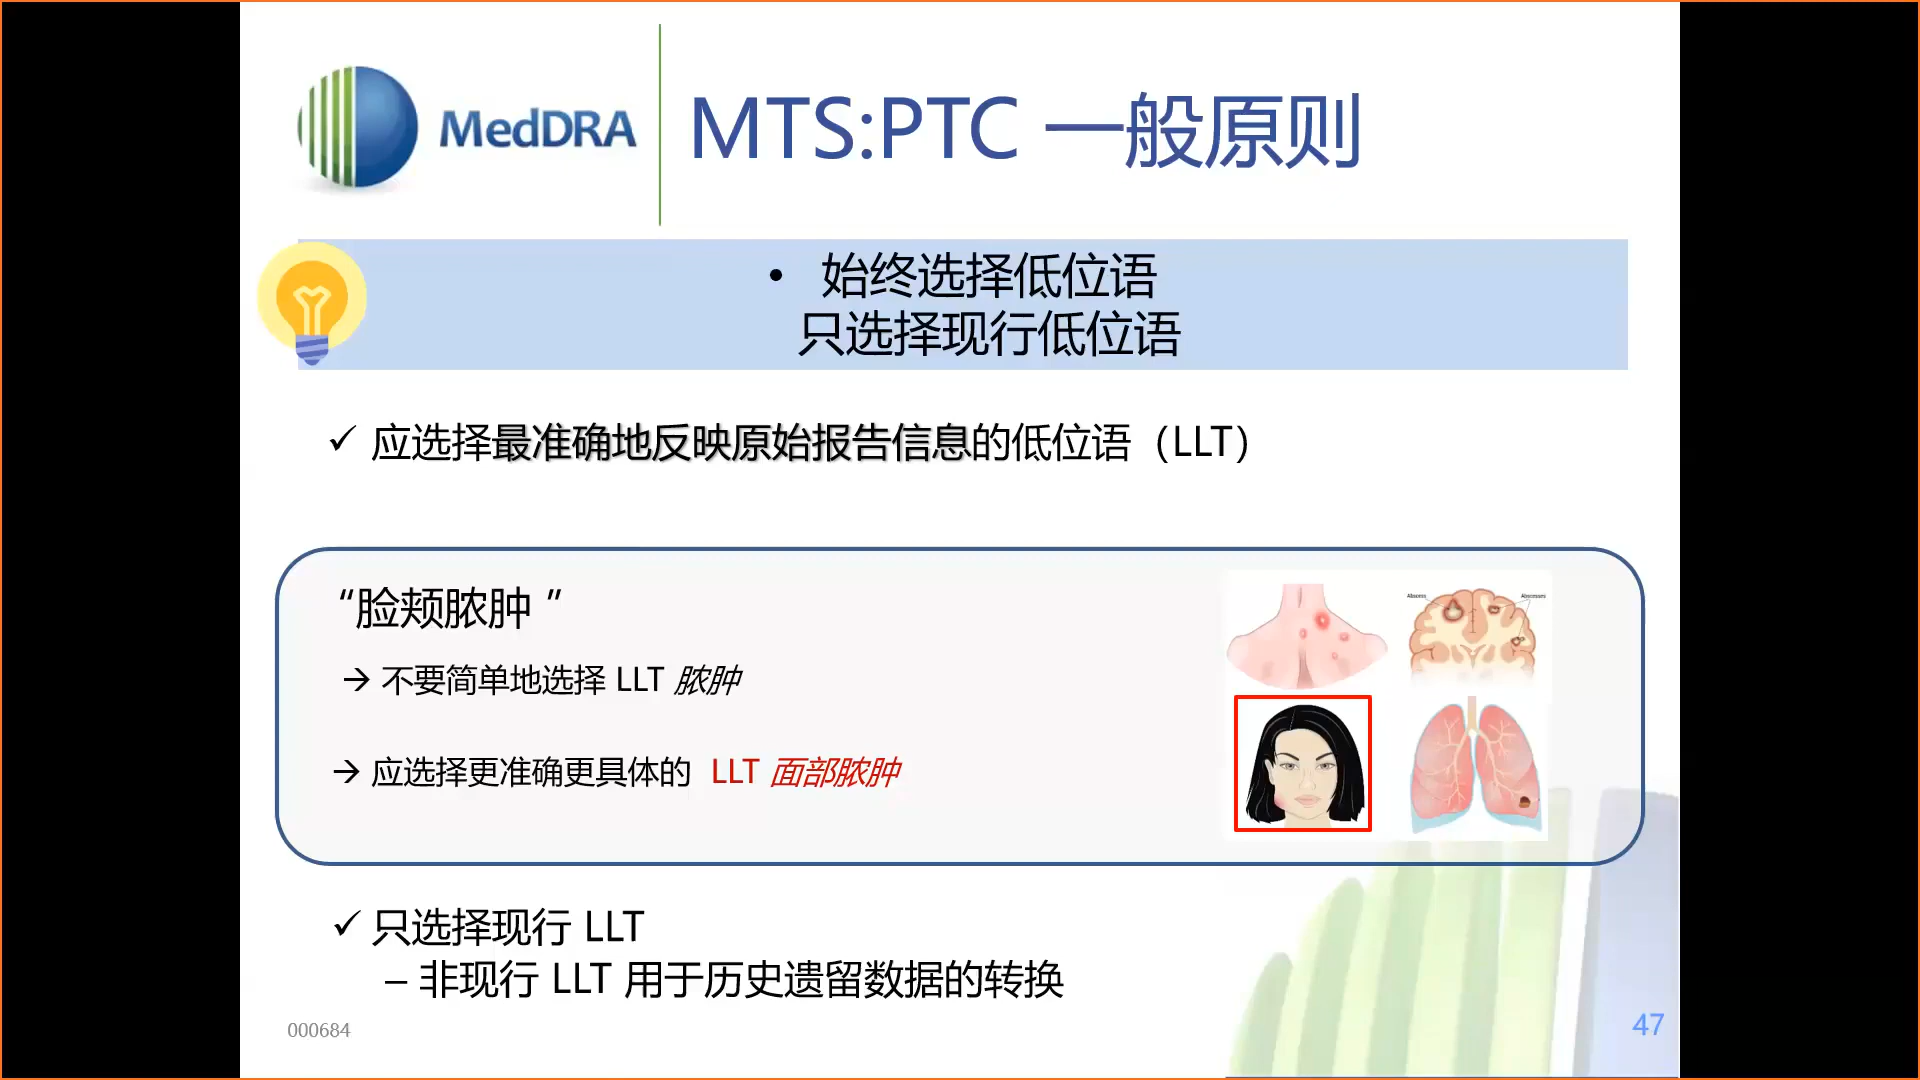 MedDRA
MTS:PTC 一般原则
• 始终选择低位语
只选择现行低位语
✓ 应选择最准确地反映原始报告信息的低位语（LLT）
“脸颊脓肿 ”
→ 不要简单地选择 LLT 脓肿
→ 应选择更准确更具体的 LLT 面部脓肿
Abscesses
✓ 只选择现行 LLT
– 非现行 LLT 用于历史遗留数据的转换
000684
47